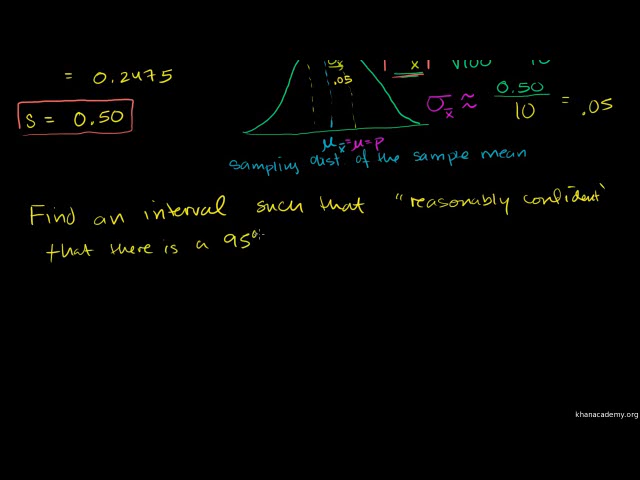 = 0.2475
S = 0.50
.05
σx̄ ≈ 0.50 / 10 = .05
μx̄ = μ = p
sampling dist of the sample mean
Find an interval such that "reasonably confident"
that there is a 95%
khanacademy.org